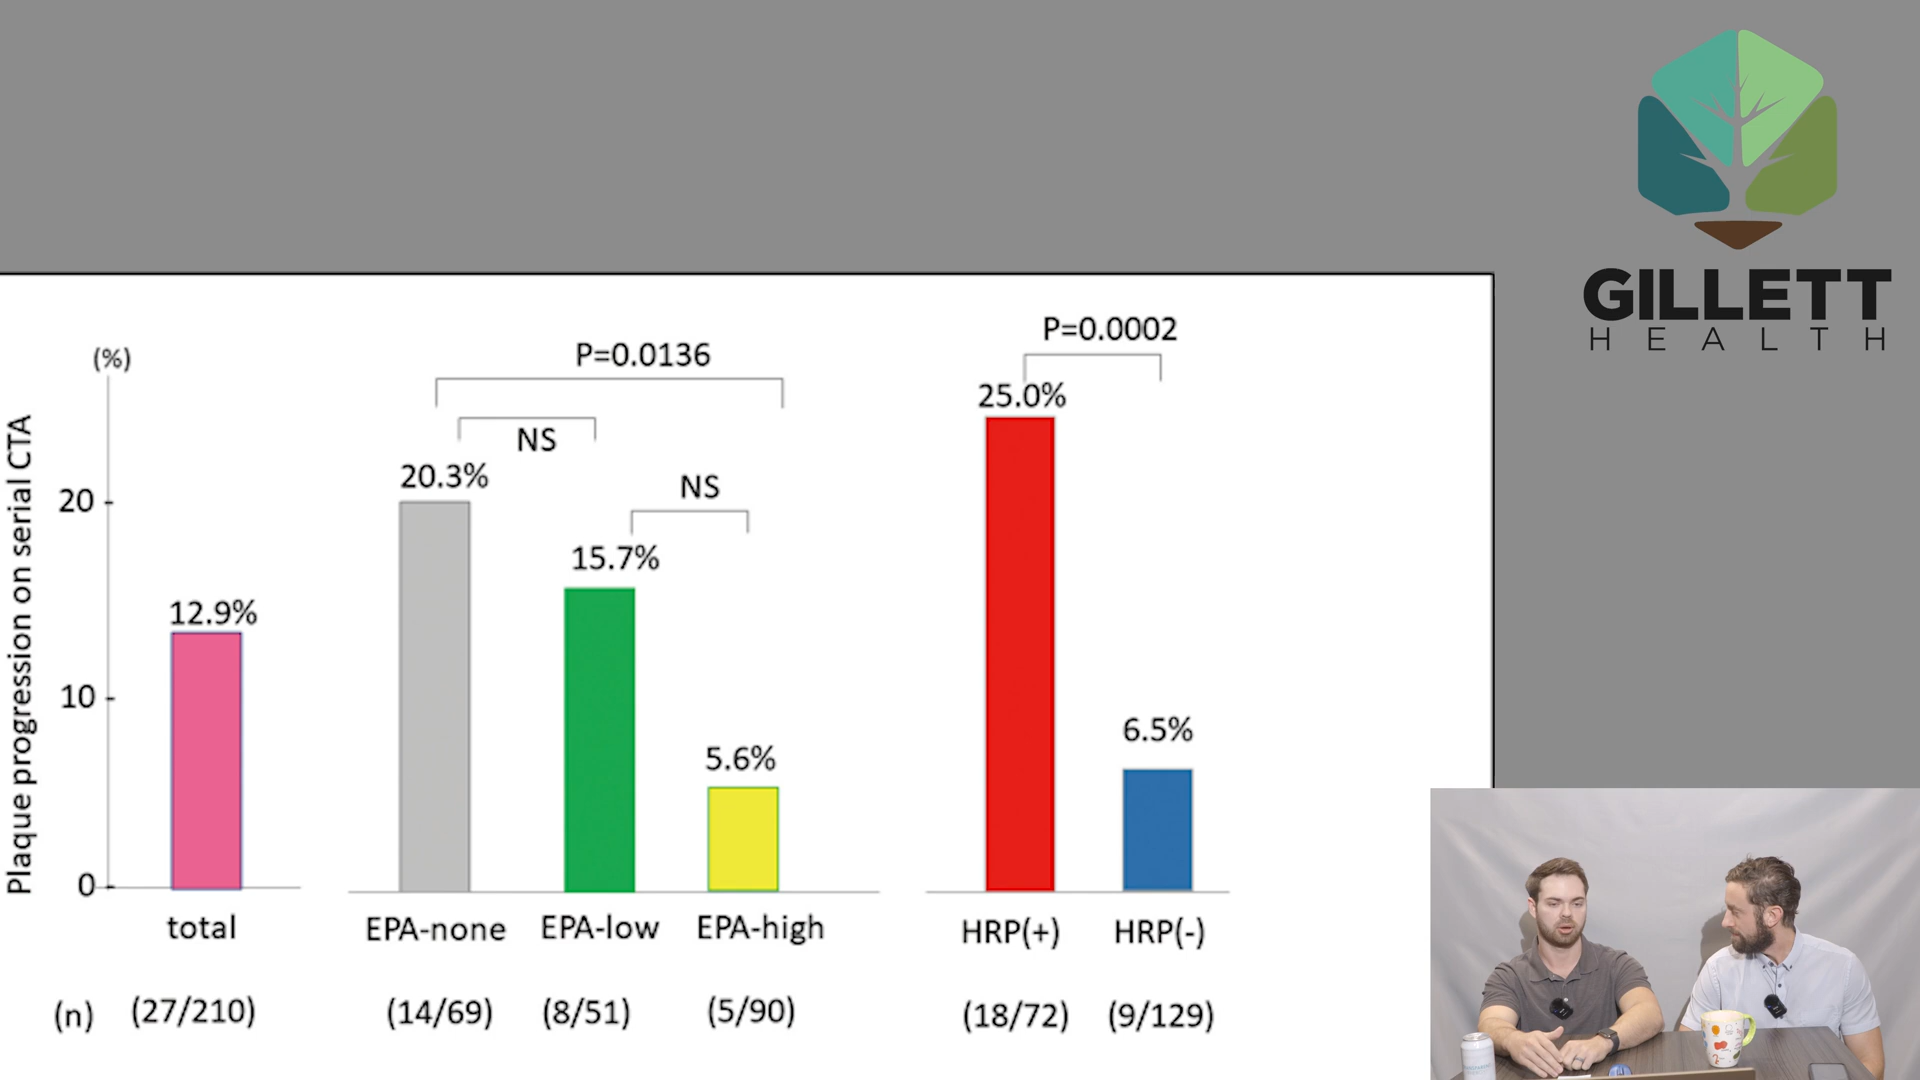 GILLETT
HEALTH
(%)
Plaque progression on serial CTA
20
10
0
12.9%
20.3%
15.7%
5.6%
25.0%
6.5%
P=0.0136
NS
NS
P=0.0002
total
EPA-none
EPA-low
EPA-high
HRP(+)
HRP(-)
(n)
(27/210)
(14/69)
(8/51)
(5/90)
(18/72)
(9/129)